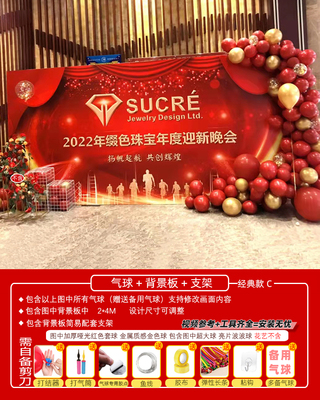 SUCRÉ
Jewelry Design Ltd.
2022年缀色珠宝年度迎新晚会
扬帆起航 共创辉煌
气球+背景板+支架
经典款 C
包含以上图中所有气球（赠送备用气球）支持修改画面内容
包含图中背景板中 2*4M 设计尺寸可调整
包含背景板简易配套支架
视频参考+工具齐全=安装无忧
图中加厚哑光红色套球 金属质感金色球 包含图中超大球 亮片波波球 花艺不含
需自备剪刀
备用气球
打结器
打气筒
气球专用胶点
鱼线
胶布
弹性长条
粘钩
多备气球